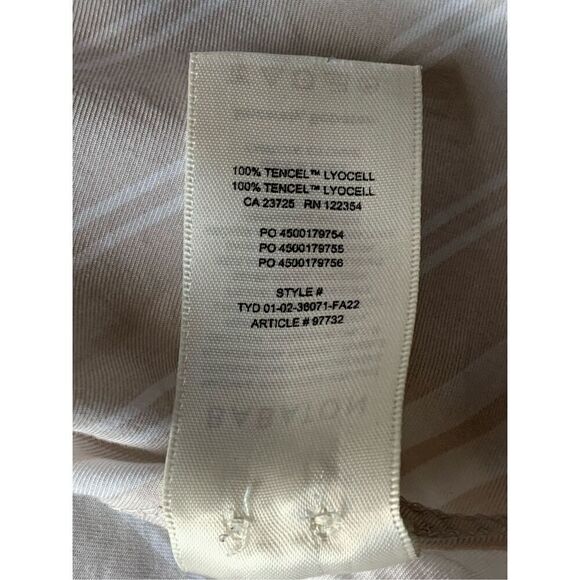 100% TENCEL™ LYOCELL
100% TENCEL™ LYOCELL
CA 23725 RN 122354
PO 4500179754
PO 4500179755
PO 4500179756
STYLE #
TYD 01-02-36071-FA22
ARTICLE # 97732
BABATON